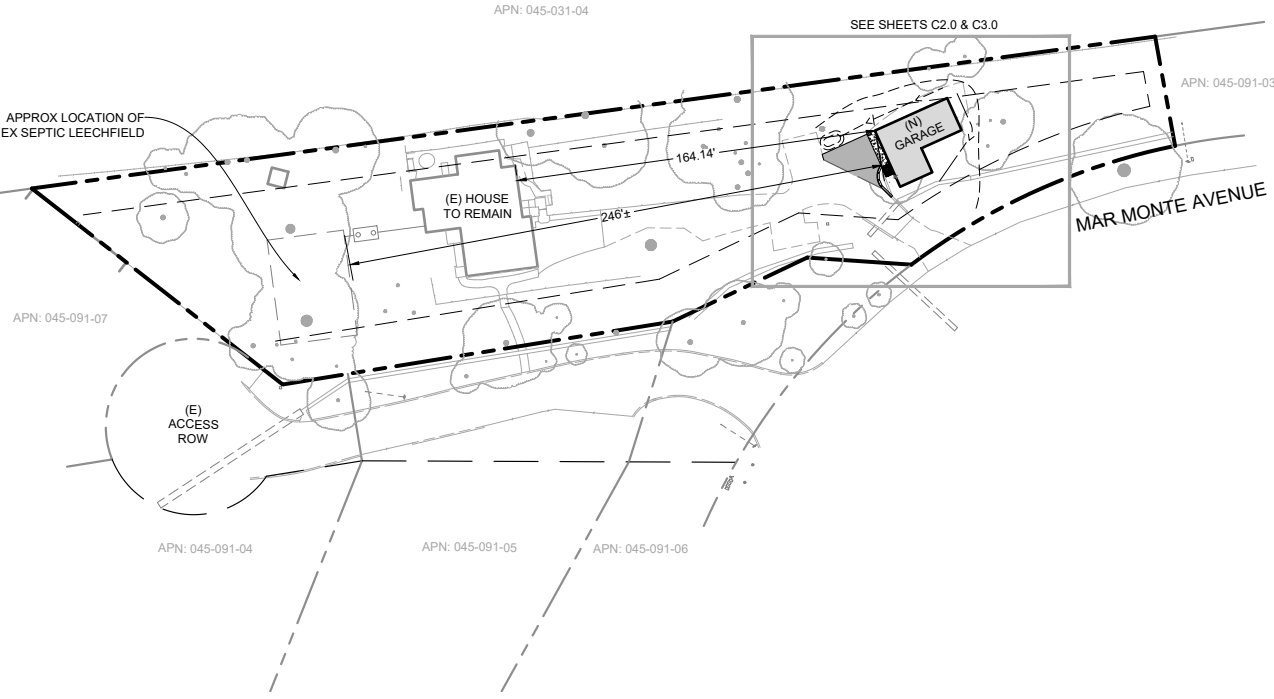 APN: 045-031-04
SEE SHEETS C2.0 & C3.0
APN: 045-091-03
APPROX LOCATION OF
EX SEPTIC LEECHFIELD
(N)
GARAGE
164.14'
(E) HOUSE
TO REMAIN
246'±
MAR MONTE AVENUE
APN: 045-091-07
(E)
ACCESS
ROW
APN: 045-091-04
APN: 045-091-05
APN: 045-091-06